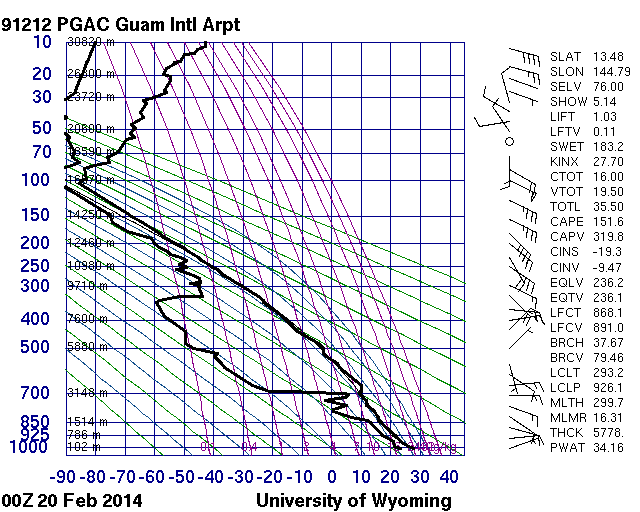 91212 PGAC Guam Intl Arpt
10 30830 m
20
30 23720 m
50 20600 m
70
100
150 14250 m
200 12460 m
250 10980 m
300 9710 m
400 7600 m
500 5880 m
700 3148 m
850 1514 m
925 786 m
1000 102 m
0.4 1 2 4 7 10
-90 -80 -70 -60 -50 -40 -30 -20 -10 0 10 20 30 40
00Z 20 Feb 2014 University of Wyoming
SLAT 13.48
SLON 144.79
SELV 76.00
SHOW 5.14
LIFT 1.03
LFTV 0.11
SWET 183.2
KINX 27.70
CTOT 16.00
VTOT 19.50
TOTL 35.50
CAPE 151.6
CAPV 319.8
CINS -19.3
CINV -9.47
EQLV 236.2
EQTV 236.1
LFCT 868.1
LFCV 891.0
BRCH 37.67
BRCV 79.46
LCLT 293.2
LCLP 926.1
MLTH 299.7
MLMR 16.31
THCK 5778.
PWAT 34.16